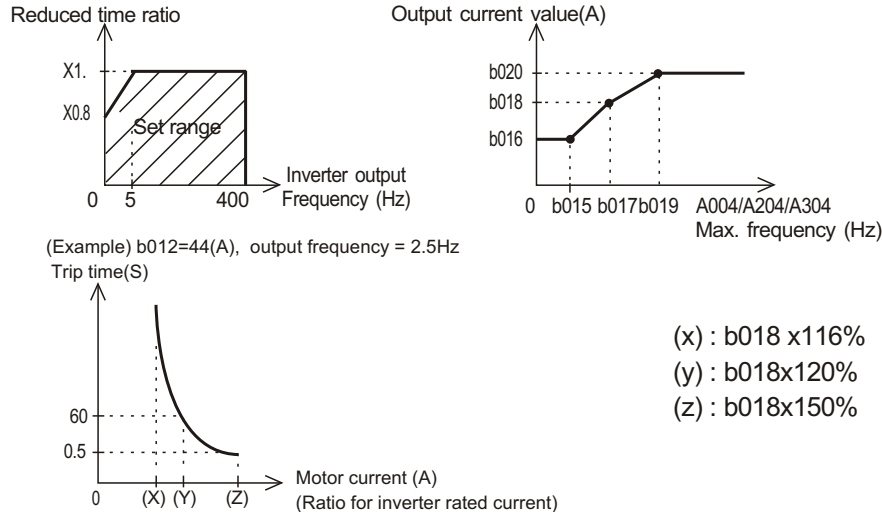 Reduced time ratio
X1.
X0.8
Set range
0 5 400
Inverter output
Frequency (Hz)
Output current value(A)
b020
b018
b016
0 b015 b017b019 A004/A204/A304
Max. frequency (Hz)
(Example) b012=44(A), output frequency = 2.5Hz
Trip time(S)
60
0.5
0 (X) (Y) (Z)
Motor current (A)
(Ratio for inverter rated current)
(x) : b018 x116%
(y) : b018x120%
(z) : b018x150%